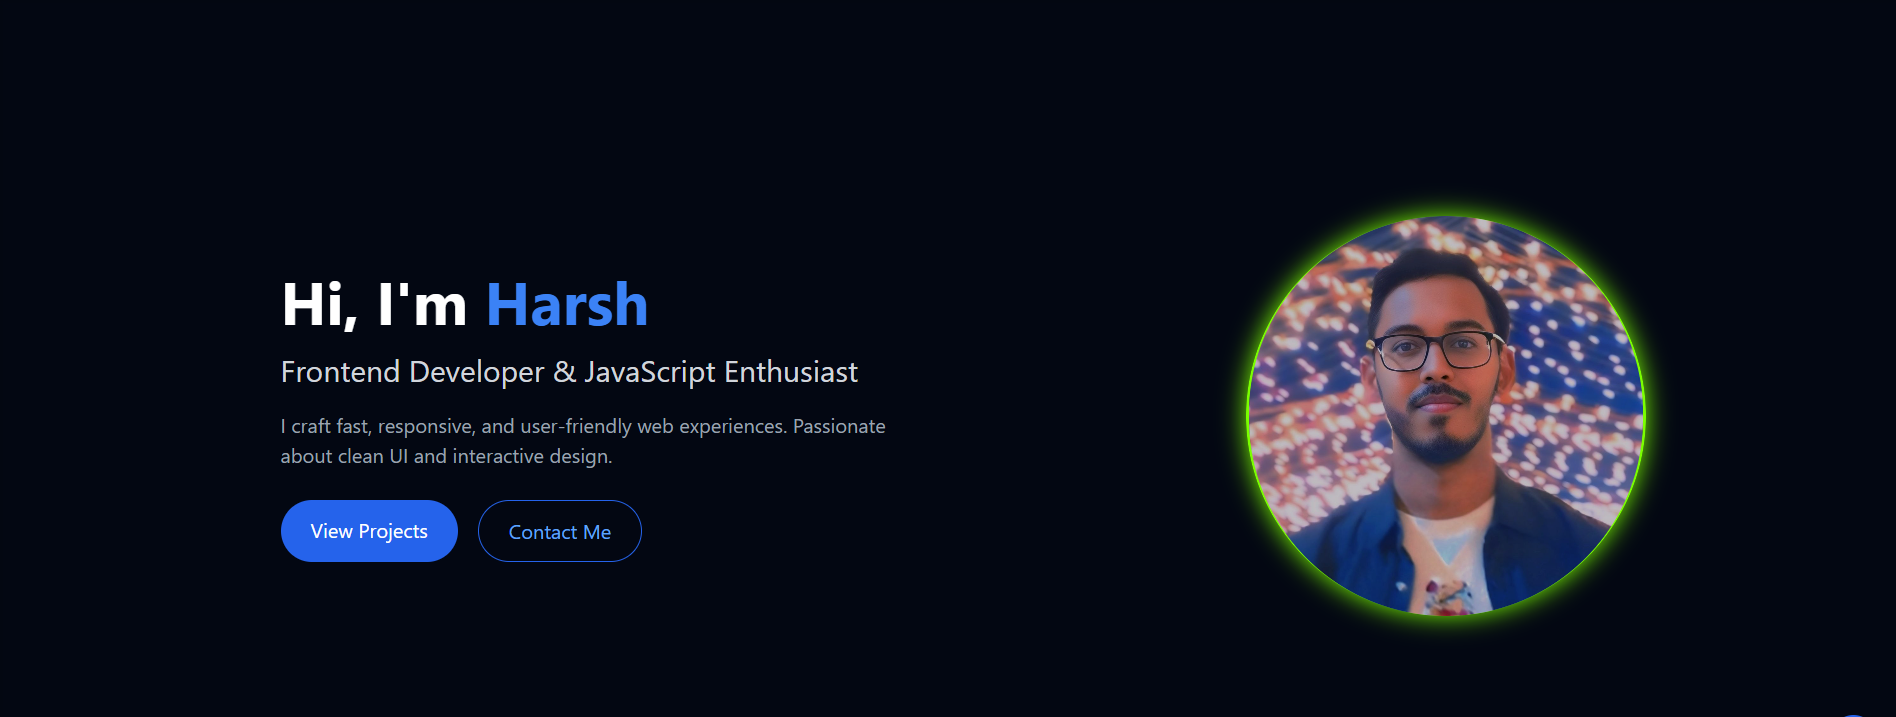 Hi, I'm Harsh
Frontend Developer & JavaScript Enthusiast
I craft fast, responsive, and user-friendly web experiences. Passionate
about clean UI and interactive design.
View Projects
Contact Me